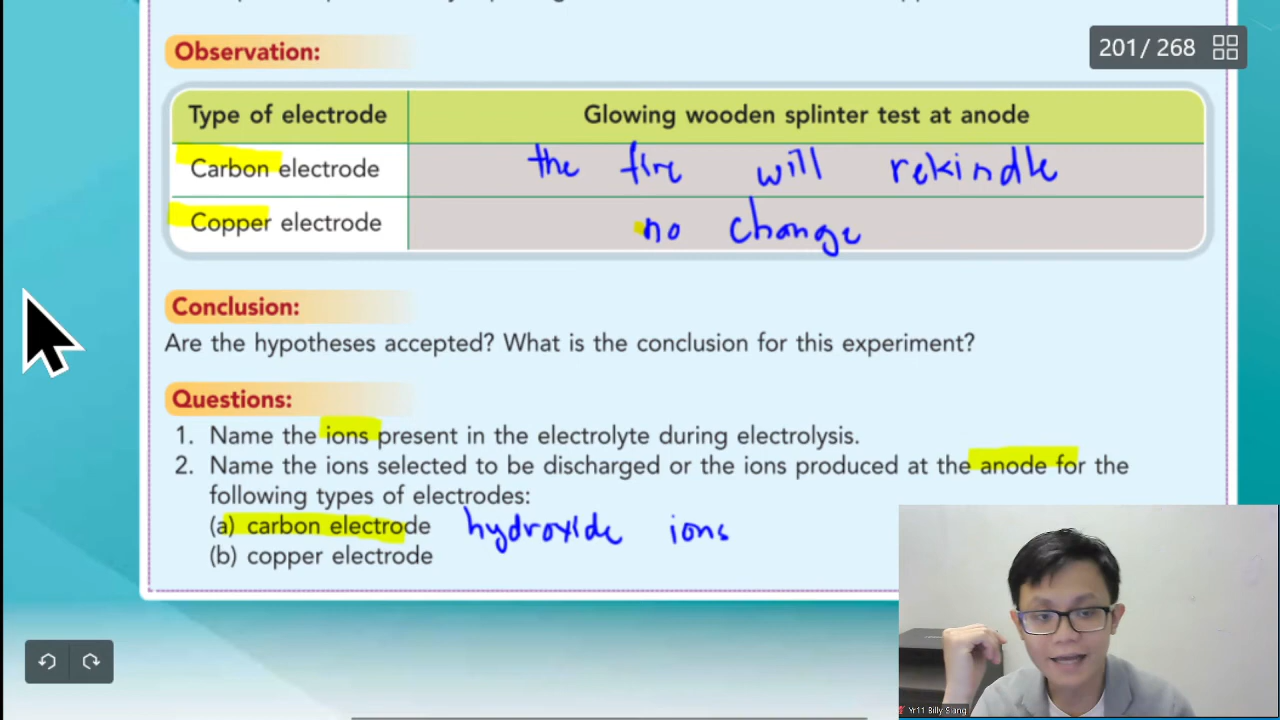 Observation:
201 / 268
Type of electrode
Glowing wooden splinter test at anode
Carbon electrode
the fire will rekindle
Copper electrode
no change
Conclusion:
Are the hypotheses accepted? What is the conclusion for this experiment?
Questions:
1. Name the ions present in the electrolyte during electrolysis.
2. Name the ions selected to be discharged or the ions produced at the anode for the
following types of electrodes:
(a) carbon electrode hydroxide ions
(b) copper electrode
Yr11 Billy Siang